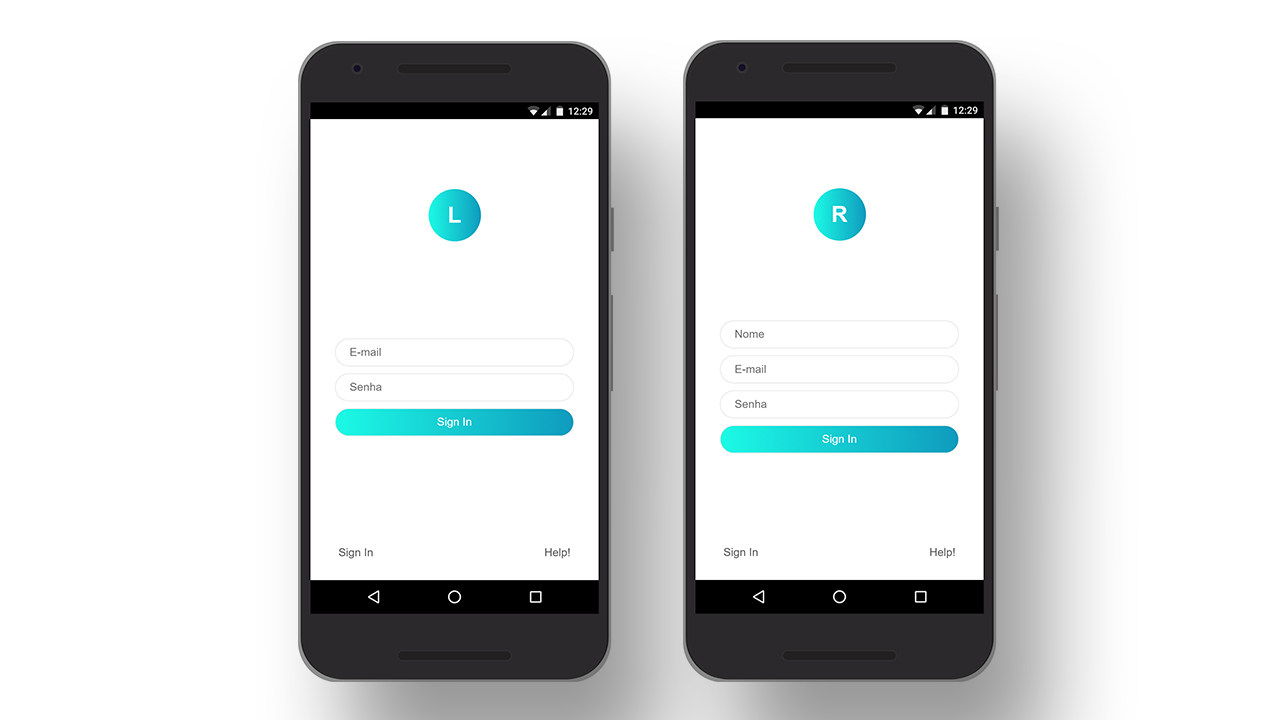 12:29
L
E-mail
Senha
Sign In
Sign In
Help!
12:29
R
Nome
E-mail
Senha
Sign In
Sign In
Help!